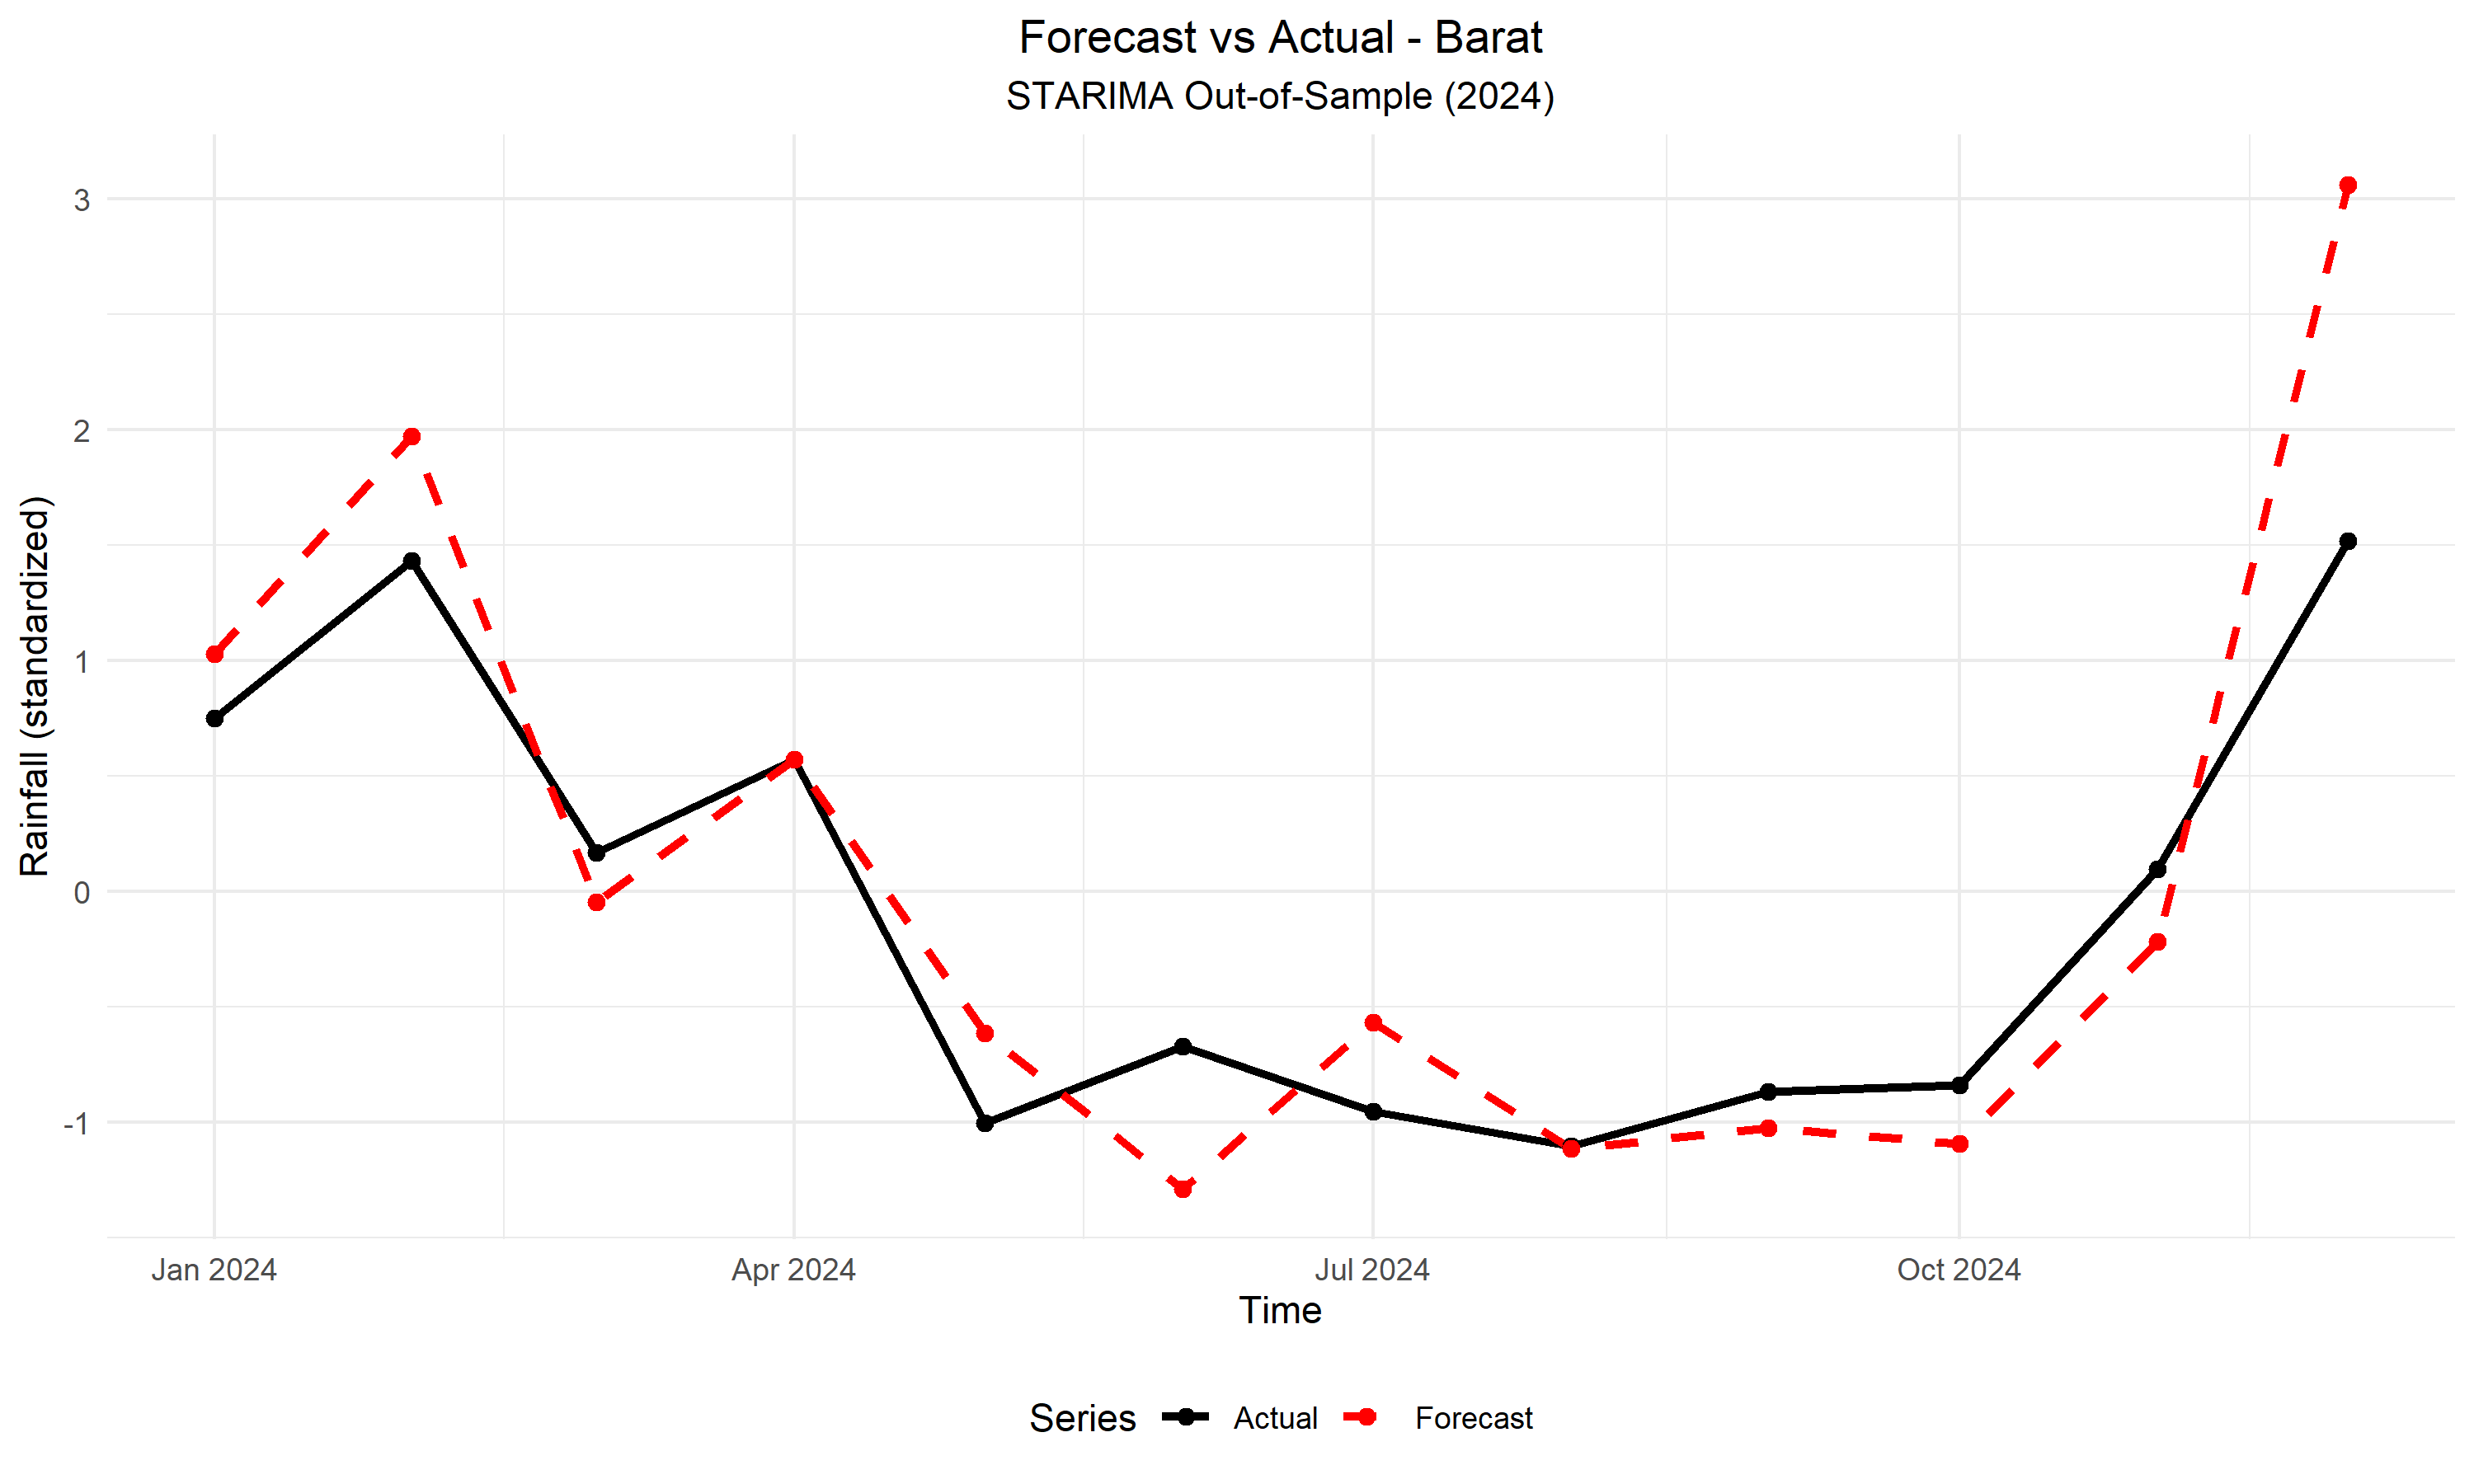 Forecast vs Actual - Barat
STARIMA Out-of-Sample (2024)
Rainfall (standardized)
3
2
1
0
-1
Jan 2024 Apr 2024 Jul 2024 Oct 2024
Time
Series Actual Forecast